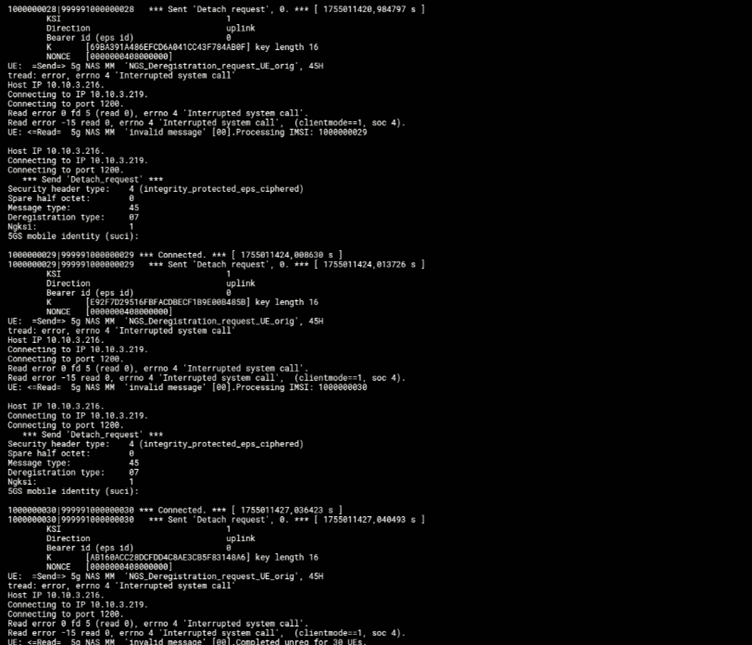 1000000028|999991000000028   *** Sent 'Detach request', 0. *** [ 1755011420,984797 s ]
KSI 1
Direction uplink
Bearer id (eps id) 0
K [69BA391A486EFCD6A041CC43F784AB0F] key length 16
NONCE [0000000408000000]
UE:  =Send=> 5g NAS MM  'NGS_Deregistration_request_UE_orig', 45H
tread: error, errno 4 'Interrupted system call'
Host IP 10.10.3.216.
Connecting to IP 10.10.3.219.
Connecting to port 1200.
Read error 0 fd 5 (read 0), errno 4 'Interrupted system call'.
Read error -15 read 0, errno 4 'Interrupted system call',  (clientmode==1, soc 4).
UE: <=Read=  5g NAS MM  'invalid message' [00].Processing IMSI: 1000000029
Host IP 10.10.3.216.
Connecting to IP 10.10.3.219.
Connecting to port 1200.
*** Send 'Detach_request' ***
Security header type: 4 (integrity_protected_eps_ciphered)
Spare half octet: 0
Message type: 45
Deregistration type: 07
Ngksi: 1
5GS mobile identity (suci):
1000000029|999991000000029 *** Connected. *** [ 1755011424,008630 s ]
1000000029|999991000000029   *** Sent 'Detach request', 0. *** [ 1755011424,013726 s ]
KSI 1
Direction uplink
Bearer id (eps id) 0
K [E92F7D29516FBFACDBECF1B9E00B485B] key length 16
NONCE [0000000408000000]
UE:  =Send=> 5g NAS MM  'NGS_Deregistration_request_UE_orig', 45H
tread: error, errno 4 'Interrupted system call'
Host IP 10.10.3.216.
Connecting to IP 10.10.3.219.
Connecting to port 1200.
Read error 0 fd 5 (read 0), errno 4 'Interrupted system call'.
Read error -15 read 0, errno 4 'Interrupted system call',  (clientmode==1, soc 4).
UE: <=Read=  5g NAS MM  'invalid message' [00].Processing IMSI: 1000000030
Host IP 10.10.3.216.
Connecting to IP 10.10.3.219.
Connecting to port 1200.
*** Send 'Detach_request' ***
Security header type: 4 (integrity_protected_eps_ciphered)
Spare half octet: 0
Message type: 45
Deregistration type: 07
Ngksi: 1
5GS mobile identity (suci):
1000000030|999991000000030 *** Connected. *** [ 1755011427,036423 s ]
1000000030|999991000000030   *** Sent 'Detach request', 0. *** [ 1755011427,040493 s ]
KSI 1
Direction uplink
Bearer id (eps id) 0
K [AB160ACC28DCFDD4C8AE3CB5F83148A6] key length 16
NONCE [0000000408000000]
UE:  =Send=> 5g NAS MM  'NGS_Deregistration_request_UE_orig', 45H
tread: error, errno 4 'Interrupted system call'
Host IP 10.10.3.216.
Connecting to IP 10.10.3.219.
Connecting to port 1200.
Read error 0 fd 5 (read 0), errno 4 'Interrupted system call'.
Read error -15 read 0, errno 4 'Interrupted system call',  (clientmode==1, soc 4).
UE: <=Read=  5g NAS MM  'invalid message' [00].Completed unreg for 30 UEs.